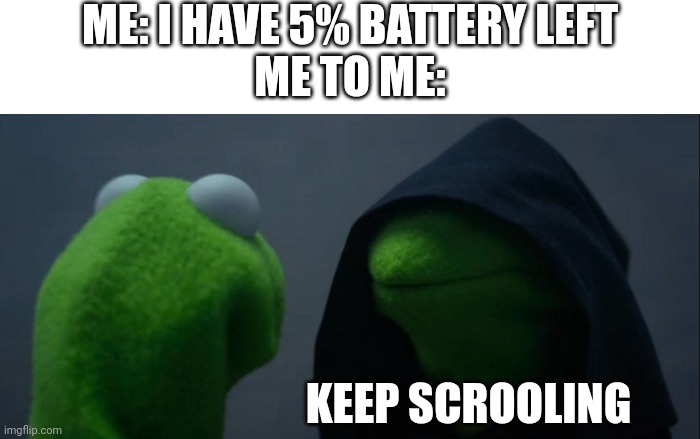 ME: I HAVE 5% BATTERY LEFT
ME TO ME:
KEEP SCROOLING
imgflip.com